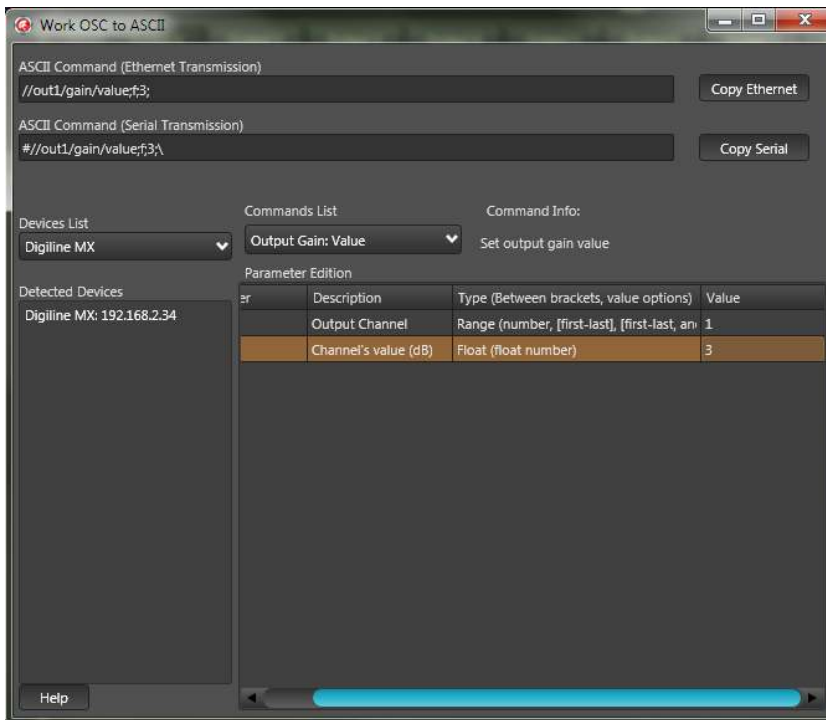 Work OSC to ASCII
ASCII Command (Ethernet Transmission)
//out1/gain/value;f;3;
Copy Ethernet
ASCII Command (Serial Transmission)
#//out1/gain/value;f;3;\
Copy Serial
Devices List
Digiline MX
Commands List
Output Gain: Value
Command Info:
Set output gain value
Detected Devices
Digiline MX: 192.168.2.34
Parameter Edition
er Description Type (Between brackets, value options) Value
Output Channel Range (number, [first-last], [first-last, an 1
Channel's value (dB) Float (float number) 3
Help